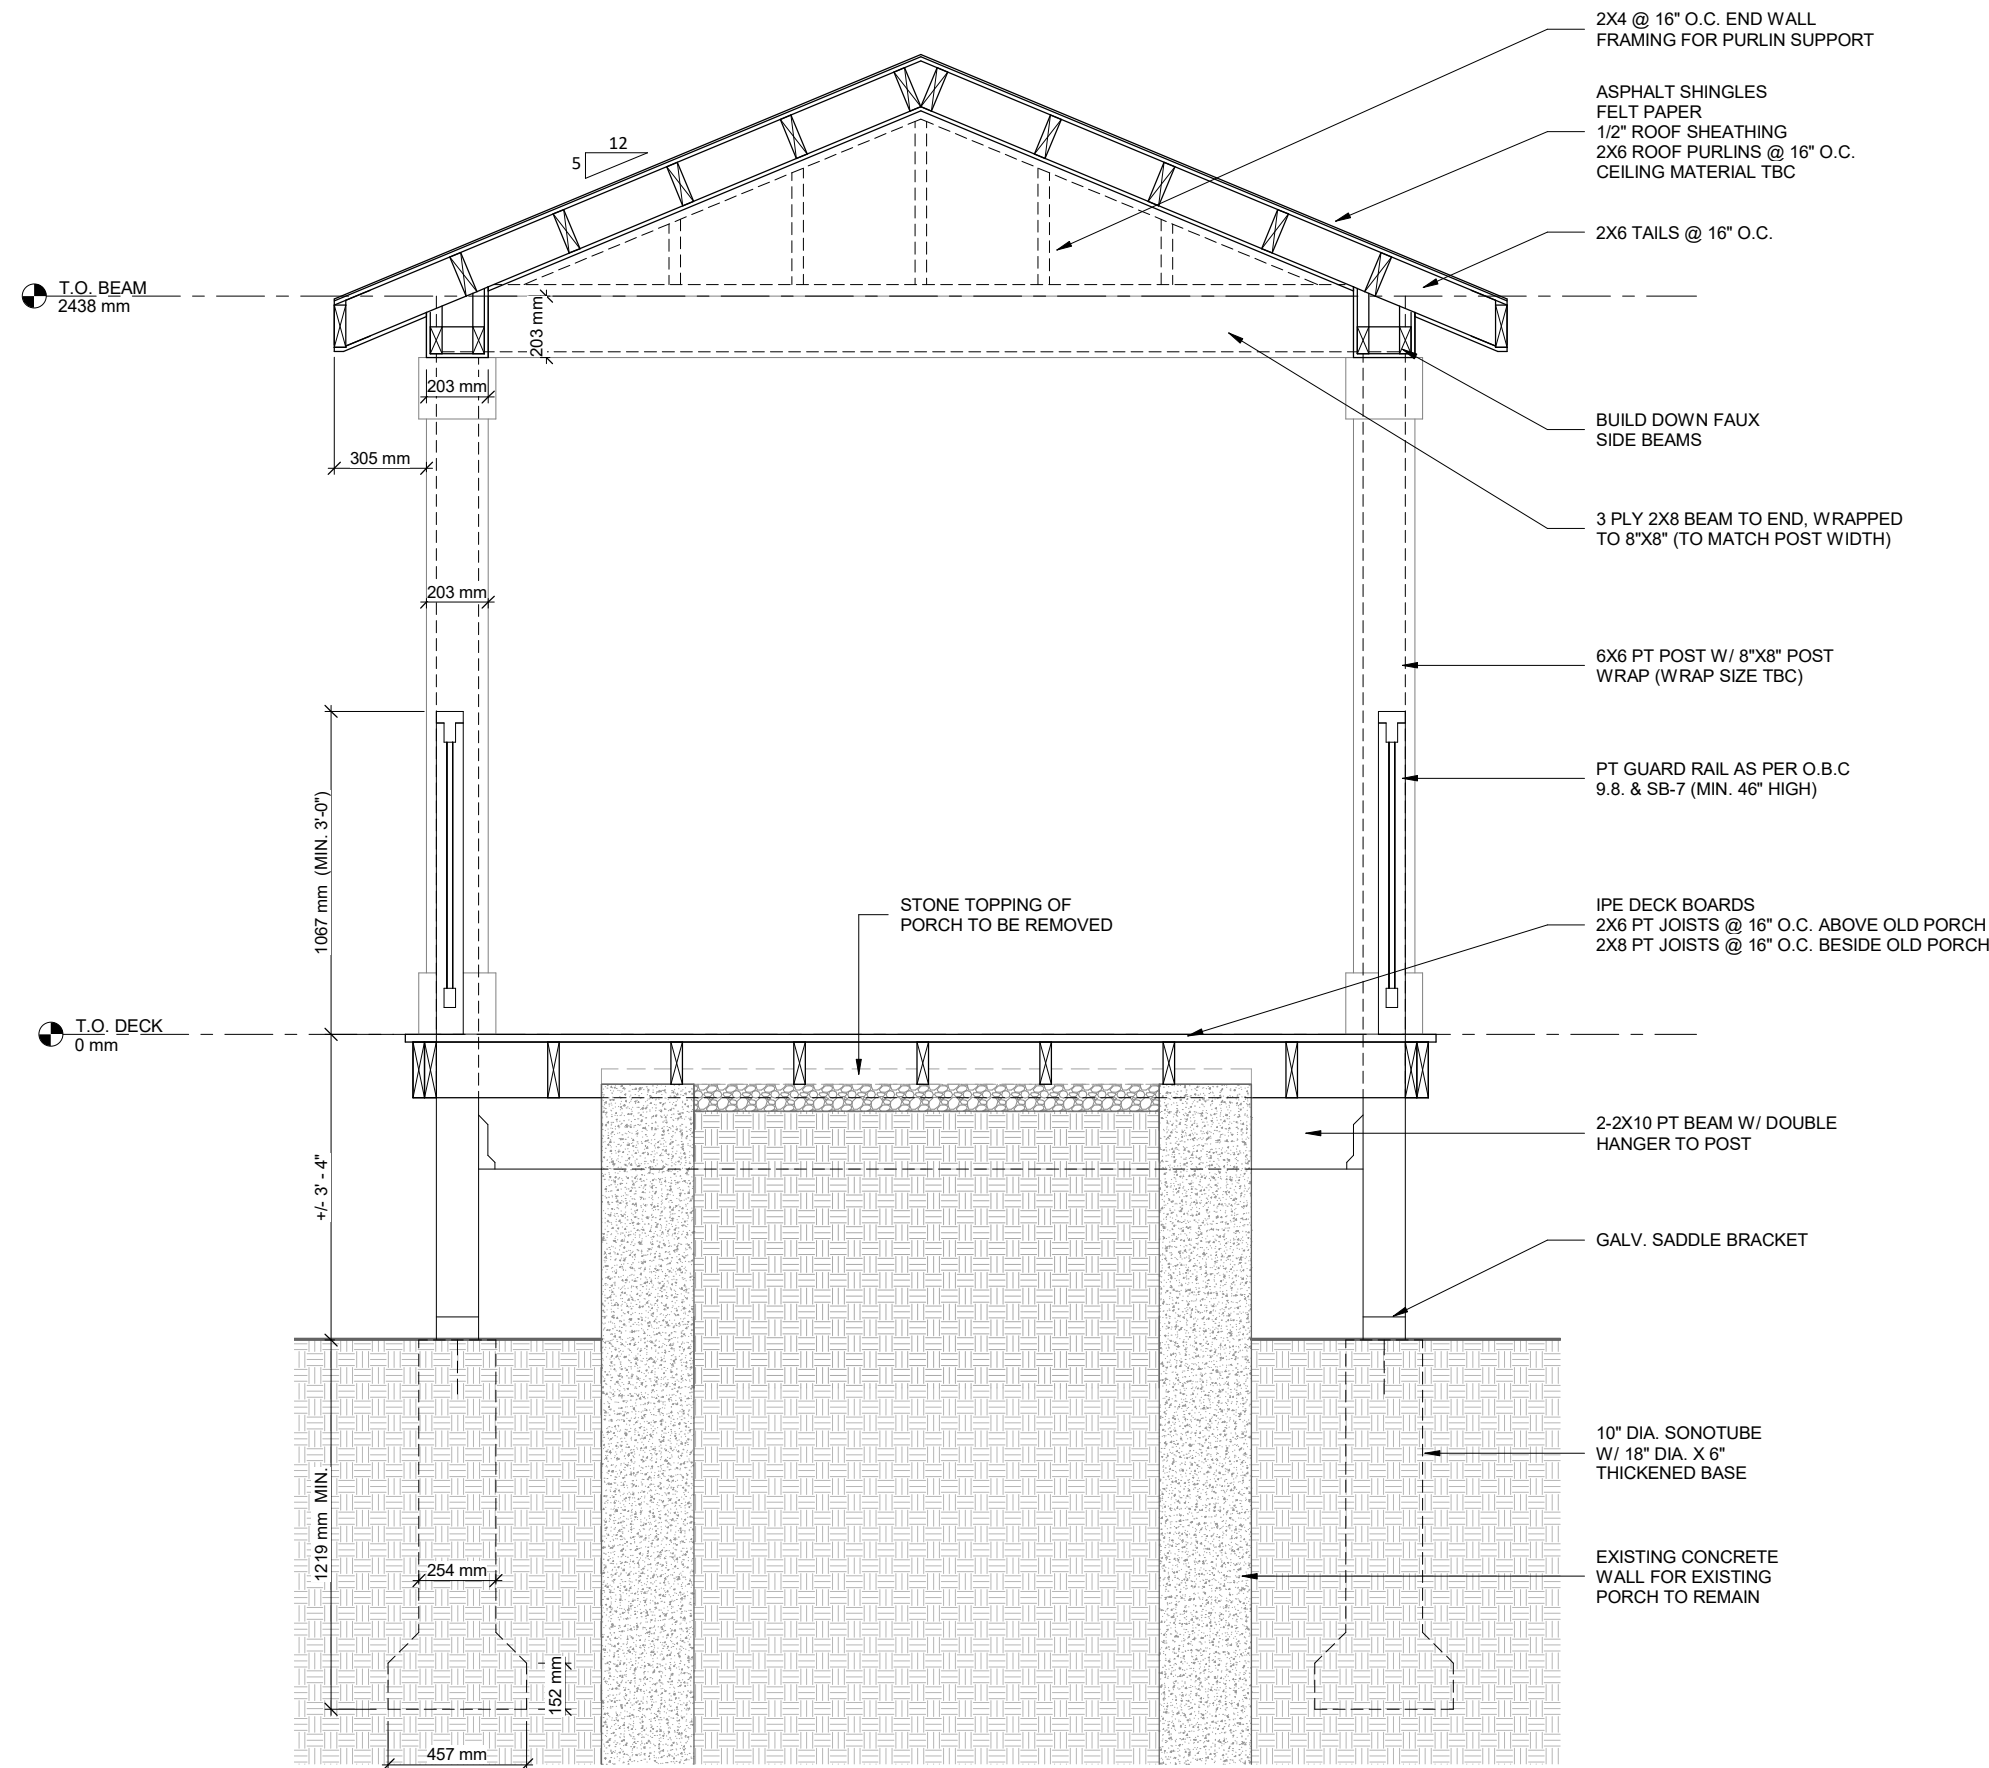 2X4 @ 16" O.C. END WALL
FRAMING FOR PURLIN SUPPORT
ASPHALT SHINGLES
FELT PAPER
1/2" ROOF SHEATHING
2X6 ROOF PURLINS @ 16" O.C.
CEILING MATERIAL TBC
12
5
2X6 TAILS @ 16" O.C.
T.O. BEAM
2438 mm
203 mm
203 mm
BUILD DOWN FAUX
SIDE BEAMS
305 mm
3 PLY 2X8 BEAM TO END, WRAPPED
TO 8"X8" (TO MATCH POST WIDTH)
203 mm
6X6 PT POST W/ 8"X8" POST
WRAP (WRAP SIZE TBC)
PT GUARD RAIL AS PER O.B.C
9.8. & SB-7 (MIN. 46" HIGH)
1067 mm (MIN. 3'-0")
STONE TOPPING OF
PORCH TO BE REMOVED
IPE DECK BOARDS
2X6 PT JOISTS @ 16" O.C. ABOVE OLD PORCH
2X8 PT JOISTS @ 16" O.C. BESIDE OLD PORCH
T.O. DECK
0 mm
2-2X10 PT BEAM W/ DOUBLE
HANGER TO POST
+/- 3' - 4"
GALV. SADDLE BRACKET
10" DIA. SONOTUBE
W/ 18" DIA. X 6"
THICKENED BASE
1219 mm MIN.
254 mm
EXISTING CONCRETE
WALL FOR EXISTING
PORCH TO REMAIN
152 mm
457 mm